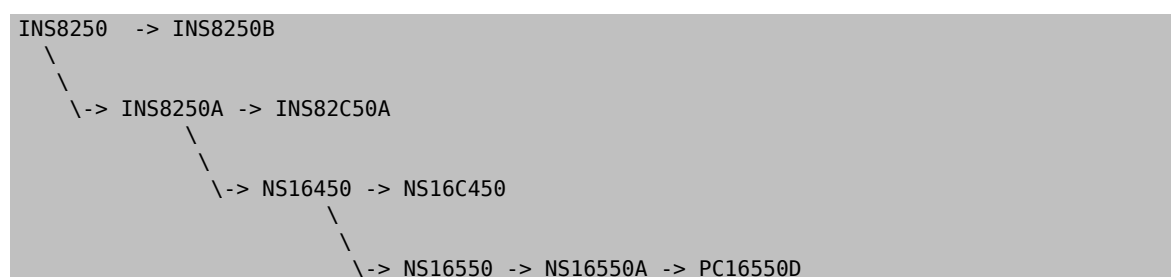 INS8250  -> INS8250B
  \
   \
    \-> INS8250A -> INS82C50A
             \
              \
               \-> NS16450 -> NS16C450
                        \
                         \
                          \-> NS16550 -> NS16550A -> PC16550D